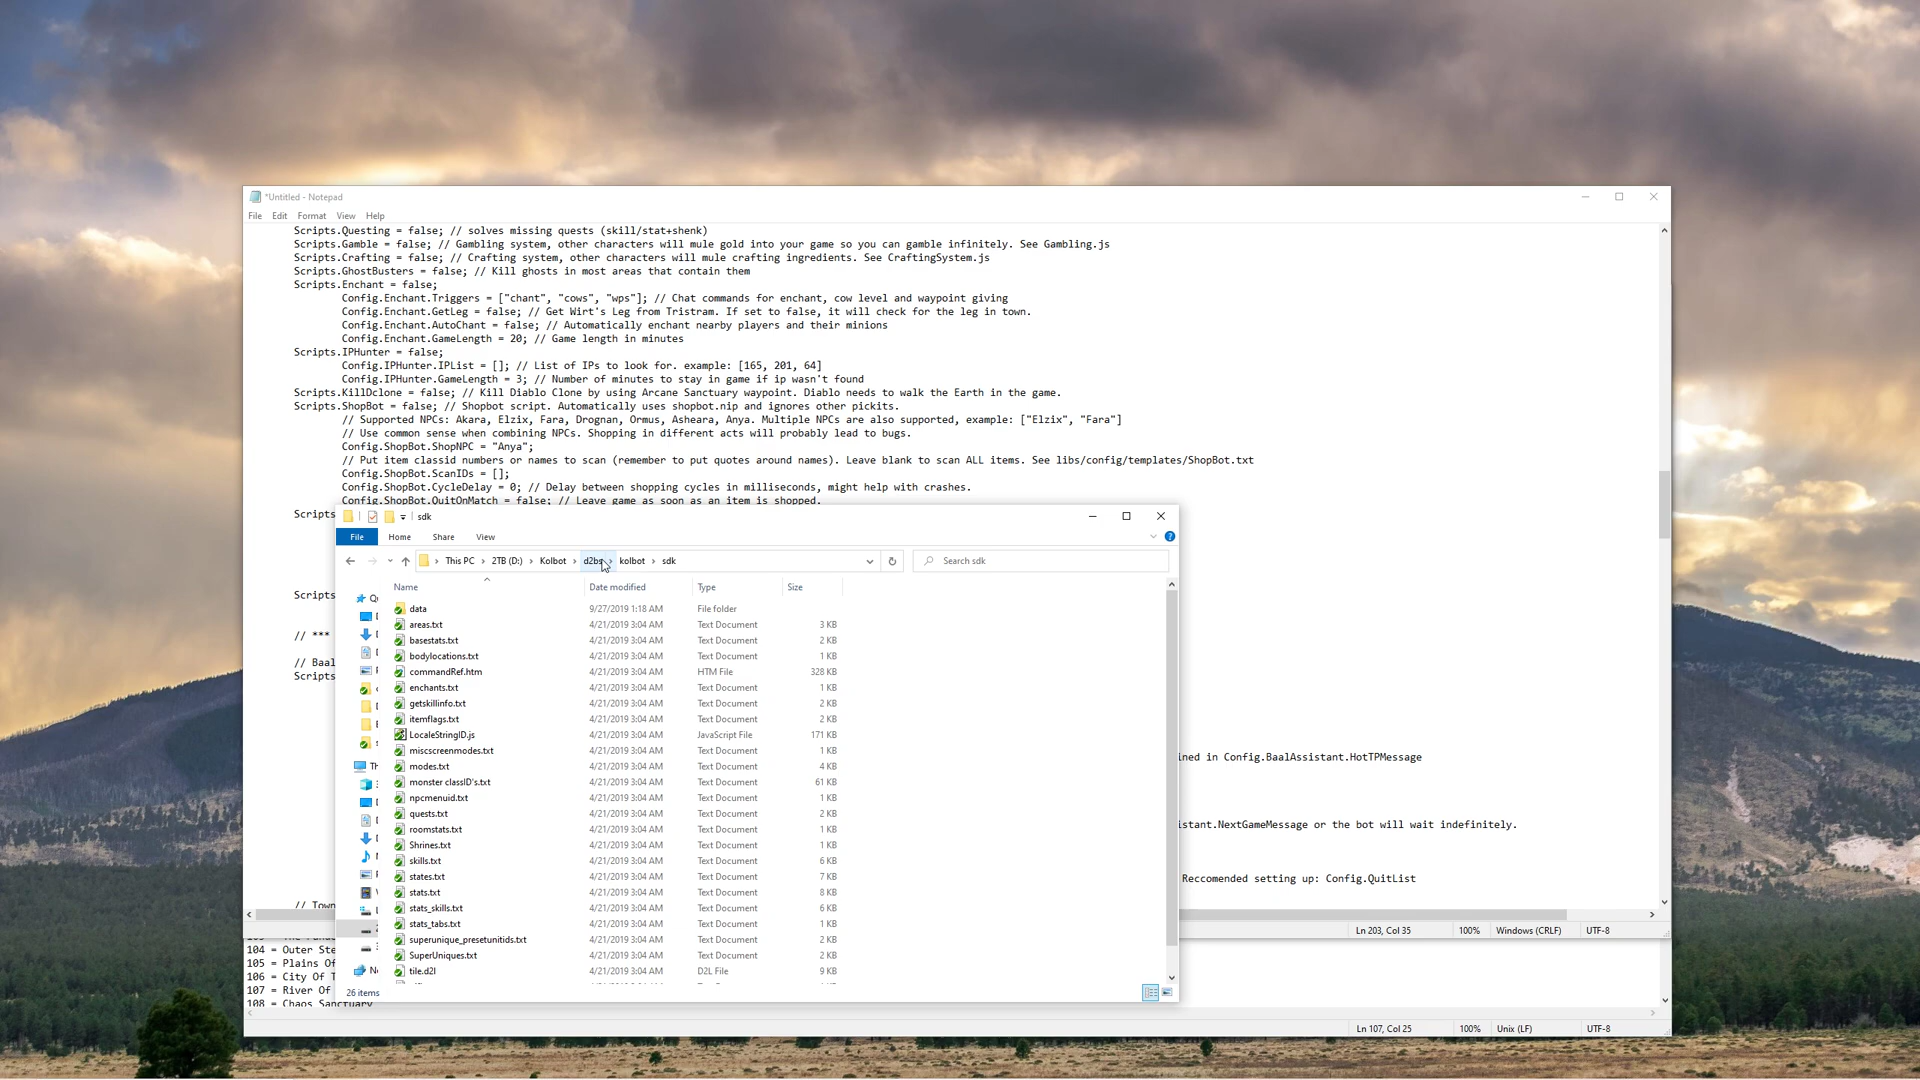 *Untitled - Notepad
File Edit Format View Help
Scripts.Questing = false; // solves missing quests (skill/stat+shenk)
Scripts.Gamble = false; // Gambling system, other characters will mule gold into your game so you can gamble infinitely. See Gambling.js
Scripts.Crafting = false; // Crafting system, other characters will mule crafting ingredients. See CraftingSystem.js
Scripts.GhostBusters = false; // Kill ghosts in most areas that contain them
Scripts.Enchant = false;
Config.Enchant.Triggers = ["chant", "cows", "wps"]; // Chat commands for enchant, cow level and waypoint giving
Config.Enchant.GetLeg = false; // Get Wirt's Leg from Tristram. If set to false, it will check for the leg in town.
Config.Enchant.AutoChant = false; // Automatically enchant nearby players and their minions
Config.Enchant.GameLength = 20; // Game length in minutes
Scripts.IPHunter = false;
Config.IPHunter.IPList = []; // List of IPs to look for. example: [165, 201, 64]
Config.IPHunter.GameLength = 3; // Number of minutes to stay in game if ip wasn't found
Scripts.KillDclone = false; // Kill Diablo Clone by using Arcane Sanctuary waypoint. Diablo needs to walk the Earth in the game.
Scripts.ShopBot = false; // Shopbot script. Automatically uses shopbot.nip and ignores other pickits.
// Supported NPCs: Akara, Elzix, Fara, Drognan, Ormus, Asheara, Anya. Multiple NPCs are also supported, example: ["Elzix", "Fara"]
// Use common sense when combining NPCs. Shopping in different acts will probably lead to bugs.
Config.ShopBot.ShopNPC = "Anya";
// Put item classid numbers or names to scan (remember to put quotes around names). Leave blank to scan ALL items. See libs/config/templates/ShopBot.txt
Config.ShopBot.ScanIDs = [];
Config.ShopBot.CycleDelay = 0; // Delay between shopping cycles in milliseconds, might help with crashes.
Config.ShopBot.QuitOnMatch = false; // Leave game as soon as an item is shopped.
Scripts
Scripts
// ***
// Baal
Scripts
ined in Config.BaalAssistant.HotTPMessage
istant.NextGameMessage or the bot will wait indefinitely.
Reccomended setting up: Config.QuitList
// Town
Ln 203, Col 35 100% Windows (CRLF) UTF-8
sdk
File Home Share View
This PC > 2TB (D:) > Kolbot > d2bs > kolbot > sdk
Search sdk
Name Date modified Type Size
data 9/27/2019 1:18 AM File folder
areas.txt 4/21/2019 3:04 AM Text Document 3 KB
basestats.txt 4/21/2019 3:04 AM Text Document 2 KB
bodylocations.txt 4/21/2019 3:04 AM Text Document 1 KB
commandRef.htm 4/21/2019 3:04 AM HTM File 328 KB
enchants.txt 4/21/2019 3:04 AM Text Document 1 KB
getskillinfo.txt 4/21/2019 3:04 AM Text Document 2 KB
itemflags.txt 4/21/2019 3:04 AM Text Document 2 KB
LocaleStringID.js 4/21/2019 3:04 AM JavaScript File 171 KB
miscscreenmodes.txt 4/21/2019 3:04 AM Text Document 1 KB
modes.txt 4/21/2019 3:04 AM Text Document 4 KB
monster classID's.txt 4/21/2019 3:04 AM Text Document 61 KB
npcmenuid.txt 4/21/2019 3:04 AM Text Document 1 KB
quests.txt 4/21/2019 3:04 AM Text Document 2 KB
roomstats.txt 4/21/2019 3:04 AM Text Document 1 KB
Shrines.txt 4/21/2019 3:04 AM Text Document 1 KB
skills.txt 4/21/2019 3:04 AM Text Document 6 KB
states.txt 4/21/2019 3:04 AM Text Document 7 KB
stats.txt 4/21/2019 3:04 AM Text Document 8 KB
stats_skills.txt 4/21/2019 3:04 AM Text Document 6 KB
stats_tabs.txt 4/21/2019 3:04 AM Text Document 1 KB
superunique_presetunitids.txt 4/21/2019 3:04 AM Text Document 2 KB
SuperUniques.txt 4/21/2019 3:04 AM Text Document 2 KB
tile.d2l 4/21/2019 3:04 AM D2L File 9 KB
26 items
104 = Outer Ste
105 = Plains Of
106 = City Of T
107 = River Of
108 = Chaos Sanctuary
Ln 107, Col 25 100% Unix (LF) UTF-8